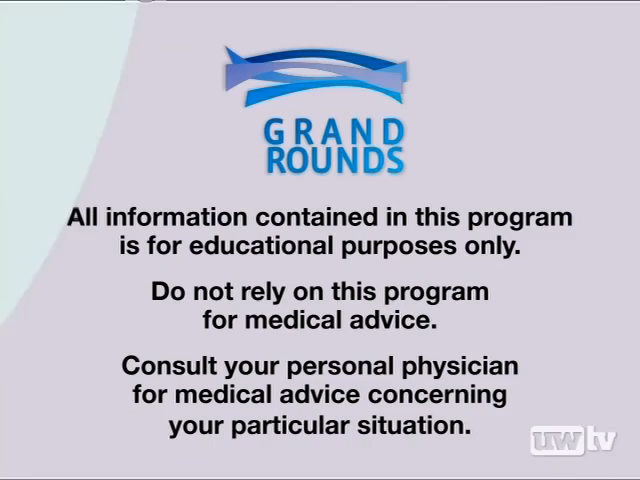 GRAND
ROUNDS
All information contained in this program
is for educational purposes only.
Do not rely on this program
for medical advice.
Consult your personal physician
for medical advice concerning
your particular situation.
uwtv